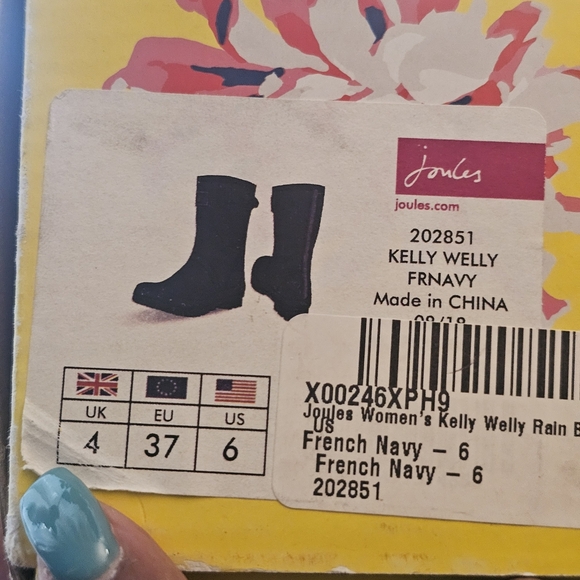 joules
joules.com
202851
KELLY WELLY
FRNAVY
Made in CHINA
UK EU US
4 37 6
X00246XPH9
Joules Women's Kelly Welly Rain
US
French Navy – 6
French Navy – 6
202851